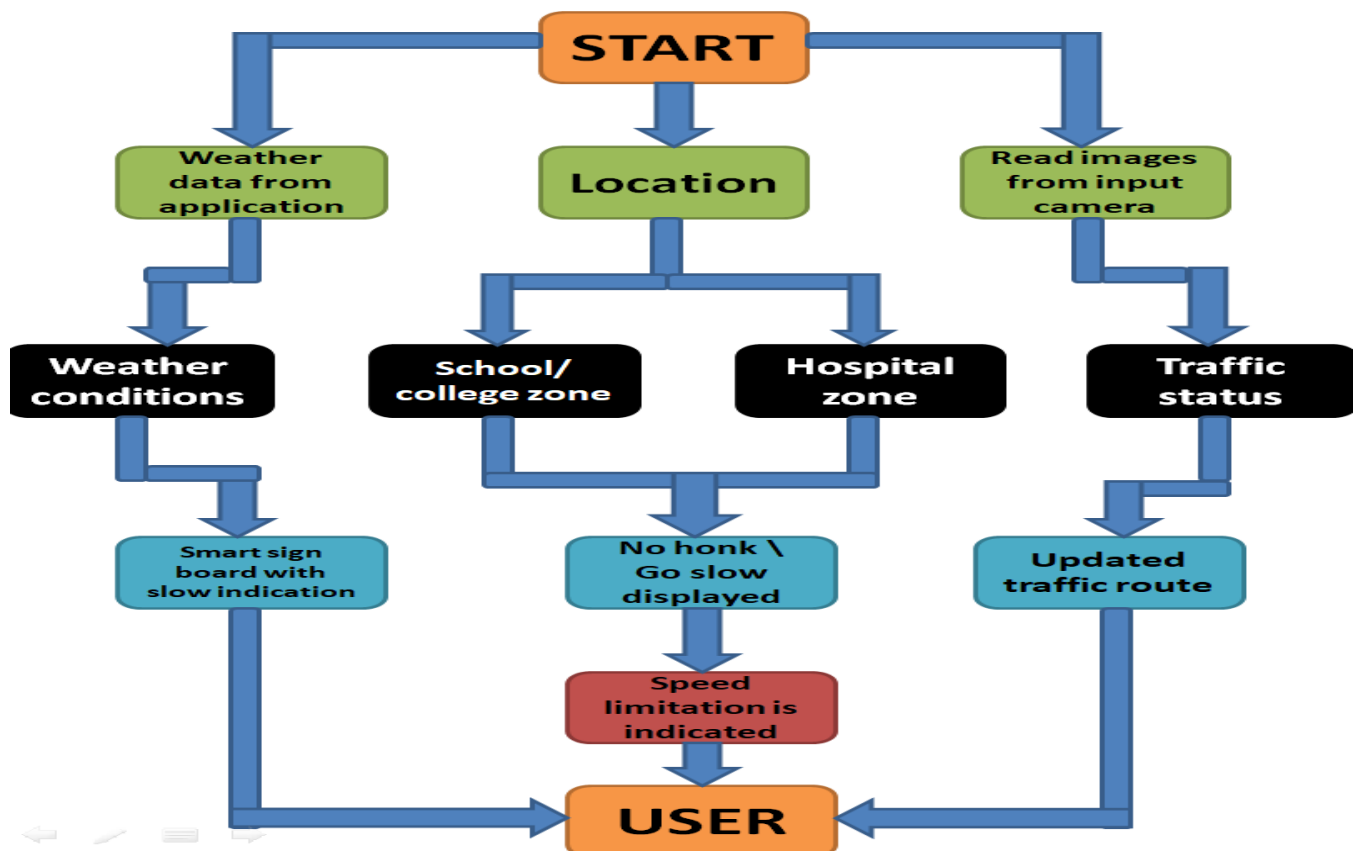 START
Weather
data from
application
Location
Read images
from input
camera
Weather
conditions
School/
college zone
Hospital
zone
Traffic
status
Smart sign
board with
slow indication
No honk \
Go slow
displayed
Updated
traffic route
Speed
limitation is
indicated
USER